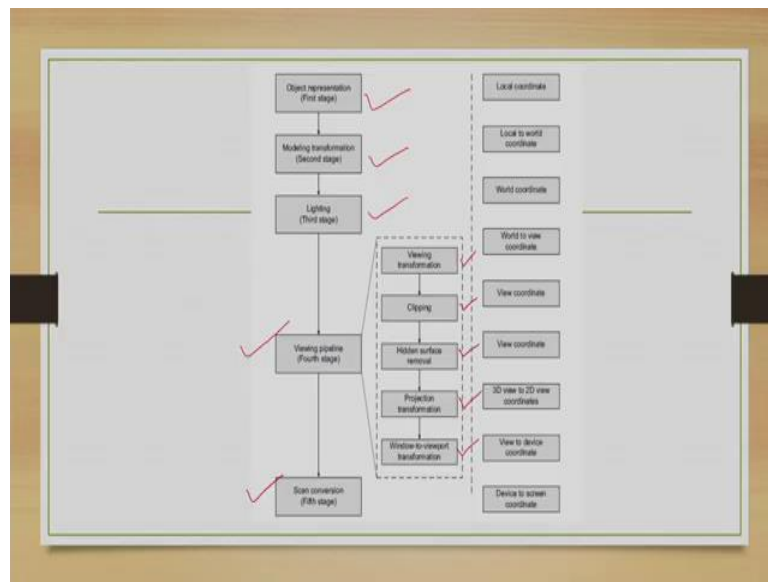 Object representation
(First stage)
Modeling transformation
(Second stage)
Lighting
(Third stage)
Viewing pipeline
(Fourth stage)
Scan conversion
(Fifth stage)
Viewing
transformation
Clipping
Hidden surface
removal
Projection
transformation
Window-to-viewport
transformation
Local coordinate
Local to world
coordinate
World coordinate
World to view
coordinate
View coordinate
View coordinate
3D view to 2D view
coordinates
View to device
coordinate
Device to screen
coordinate